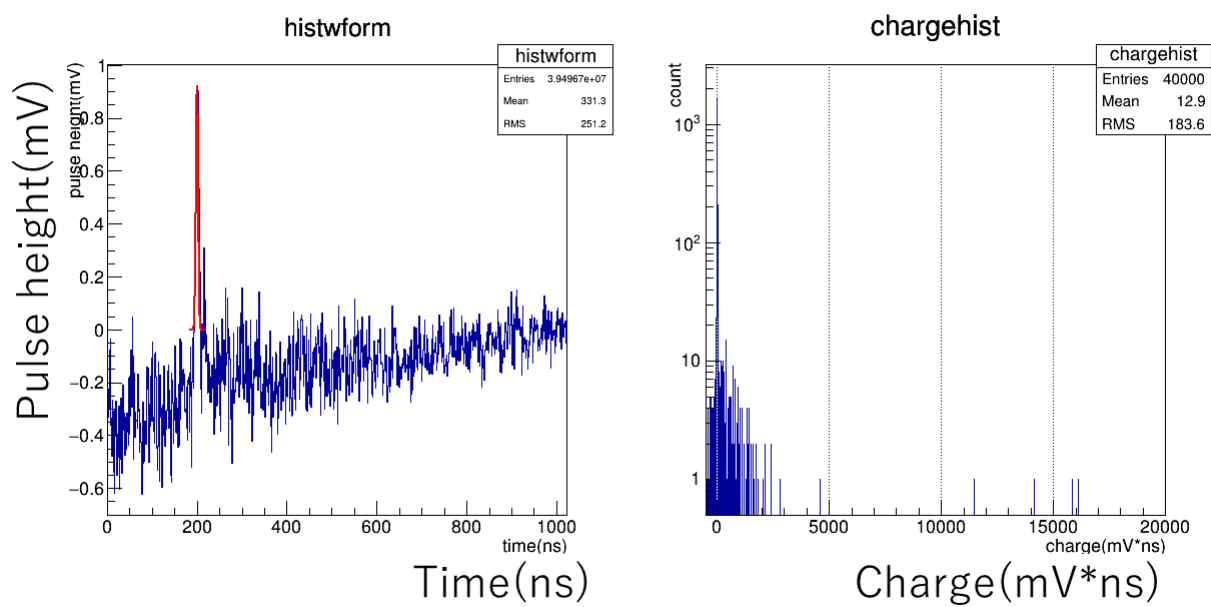 histwform
histwform
Entries 3.94967e+07
Mean 331.3
RMS 251.2
Pulse height(mV)
pulse height(mv)
1
0.8
0.6
0.4
0.2
0
−0.2
−0.4
−0.6
0 200 400 600 800 1000
time(ns)
Time(ns)
chargehist
chargehist
Entries 40000
Mean 12.9
RMS 183.6
count
10³
10²
10
1
0 5000 10000 15000 20000
charge(mV*ns)
Charge(mV*ns)